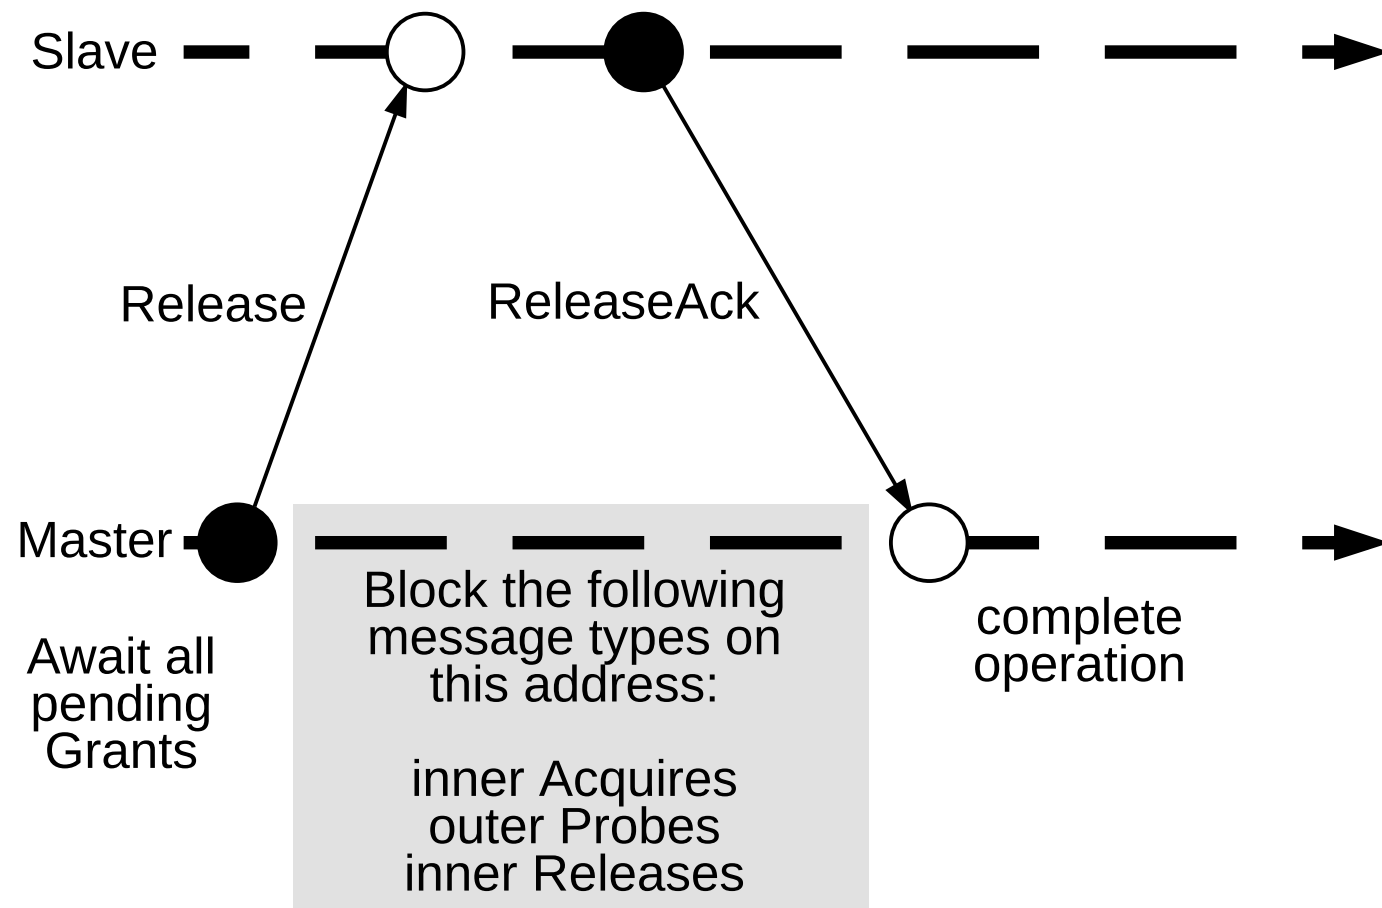 Slave
Release
ReleaseAck
Master
Await all
pending
Grants
Block the following
message types on
this address:
inner Acquires
outer Probes
inner Releases
complete
operation